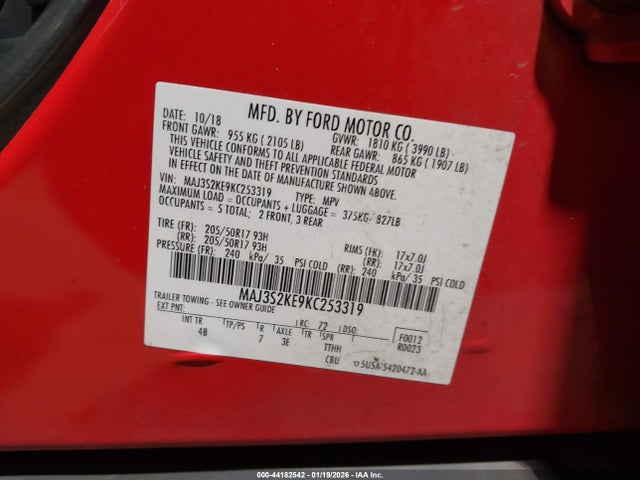 MFD. BY FORD MOTOR CO.
DATE: 10/18 GVWR: 1810 KG ( 3990 LB)
FRONT GAWR: 955 KG ( 2105 LB) REAR GAWR: 865 KG ( 1907 LB)
THIS VEHICLE CONFORMS TO ALL APPLICABLE FEDERAL MOTOR
VEHICLE SAFETY AND THEFT PREVENTION STANDARDS
IN EFFECT ON THE DATE OF MANUFACTURE SHOWN ABOVE.
VIN: MAJ3S2KE9KC253319 TYPE: MPV
MAXIMUM LOAD = OCCUPANTS + LUGGAGE = 375KG/ 827LB
OCCUPANTS = 5 TOTAL; 2 FRONT, 3 REAR
TIRE (FR): 205/50R17 93H RIMS (FR): 17x7.0J
(RR): 205/50R17 93H (RR): 17x7.0J
PRESSURE (FR): 240 kPa/ 35 PSI COLD (RR): 240 kPa/ 35 PSI COLD
MAJ3S2KE9KC253319
TRAILER TOWING - SEE OWNER GUIDE
EXT PNT: RC: 72 DSO: F0012
R0023
INT TR TP/PS R AXLE TR SPR
4B 7 3E TTHH
CBU 5USA-5420472-AA
000-44182542 - 01/19/2026 - IAA Inc.